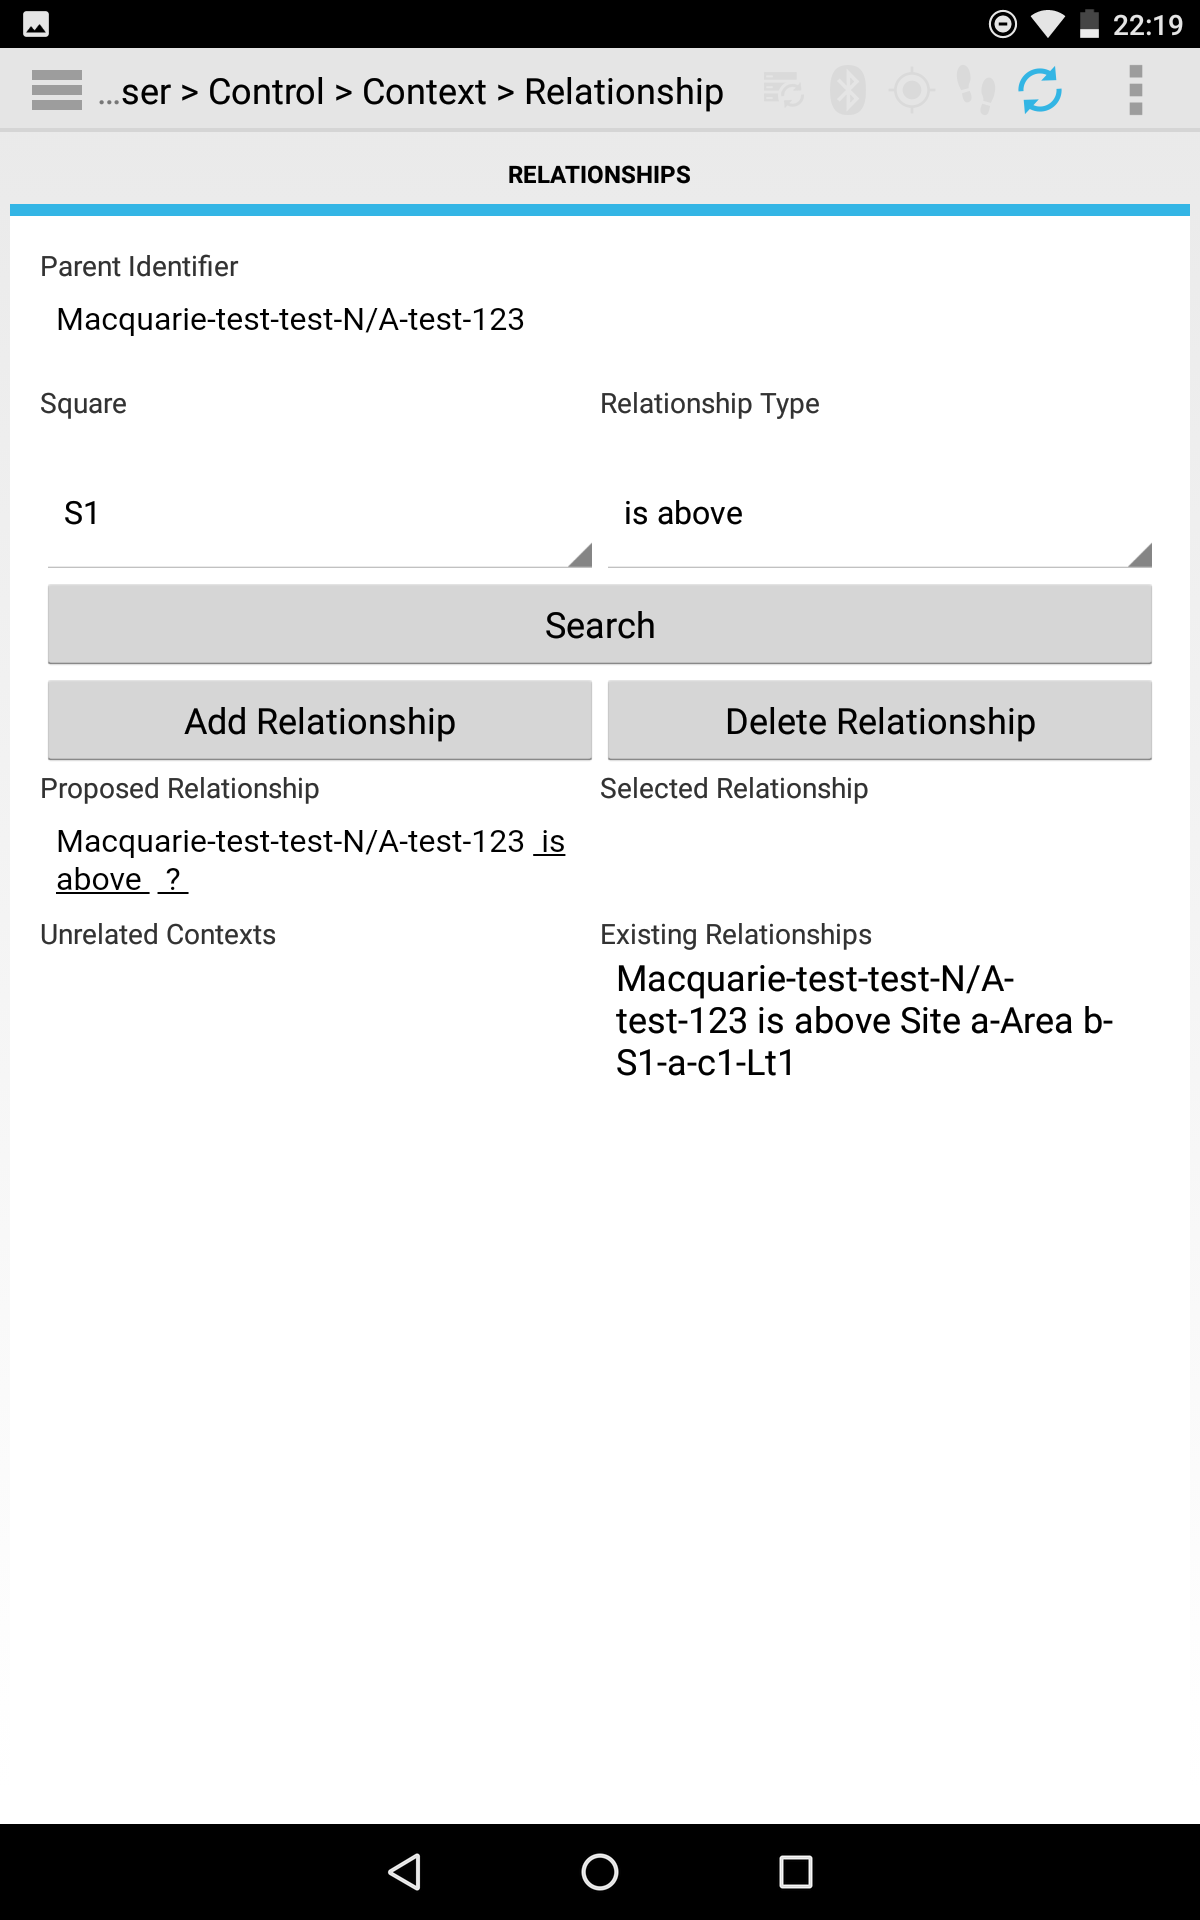 22:19
...ser > Control > Context > Relationship
RELATIONSHIPS
Parent Identifier
Macquarie-test-test-N/A-test-123
Square
Relationship Type
S1
is above
Search
Add Relationship
Delete Relationship
Proposed Relationship
Selected Relationship
Macquarie-test-test-N/A-test-123 is
above ?
Unrelated Contexts
Existing Relationships
Macquarie-test-test-N/A-
test-123 is above Site a-Area b-
S1-a-c1-Lt1